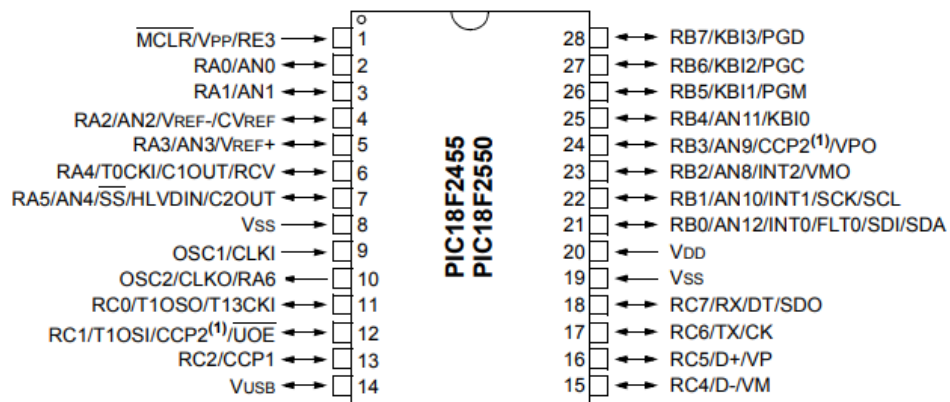 MCLR/VPP/RE3 1
RA0/AN0 2
RA1/AN1 3
RA2/AN2/VREF-/CVREF 4
RA3/AN3/VREF+ 5
RA4/T0CKI/C1OUT/RCV 6
RA5/AN4/SS/HLVDIN/C2OUT 7
VSS 8
OSC1/CLKI 9
OSC2/CLKO/RA6 10
RC0/T1OSO/T13CKI 11
RC1/T1OSI/CCP2(1)/UOE 12
RC2/CCP1 13
VUSB 14
PIC18F2455
PIC18F2550
28 RB7/KBI3/PGD
27 RB6/KBI2/PGC
26 RB5/KBI1/PGM
25 RB4/AN11/KBI0
24 RB3/AN9/CCP2(1)/VPO
23 RB2/AN8/INT2/VMO
22 RB1/AN10/INT1/SCK/SCL
21 RB0/AN12/INT0/FLT0/SDI/SDA
20 VDD
19 VSS
18 RC7/RX/DT/SDO
17 RC6/TX/CK
16 RC5/D+/VP
15 RC4/D-/VM